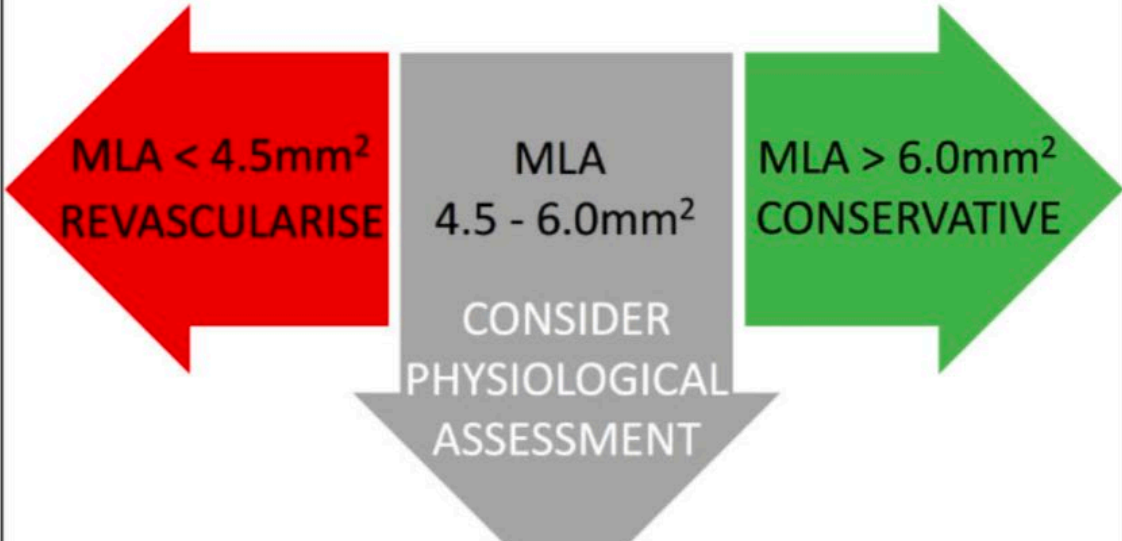 MLA < 4.5mm²
REVASCULARISE
MLA
4.5 - 6.0mm²
CONSIDER
PHYSIOLOGICAL
ASSESSMENT
MLA > 6.0mm²
CONSERVATIVE